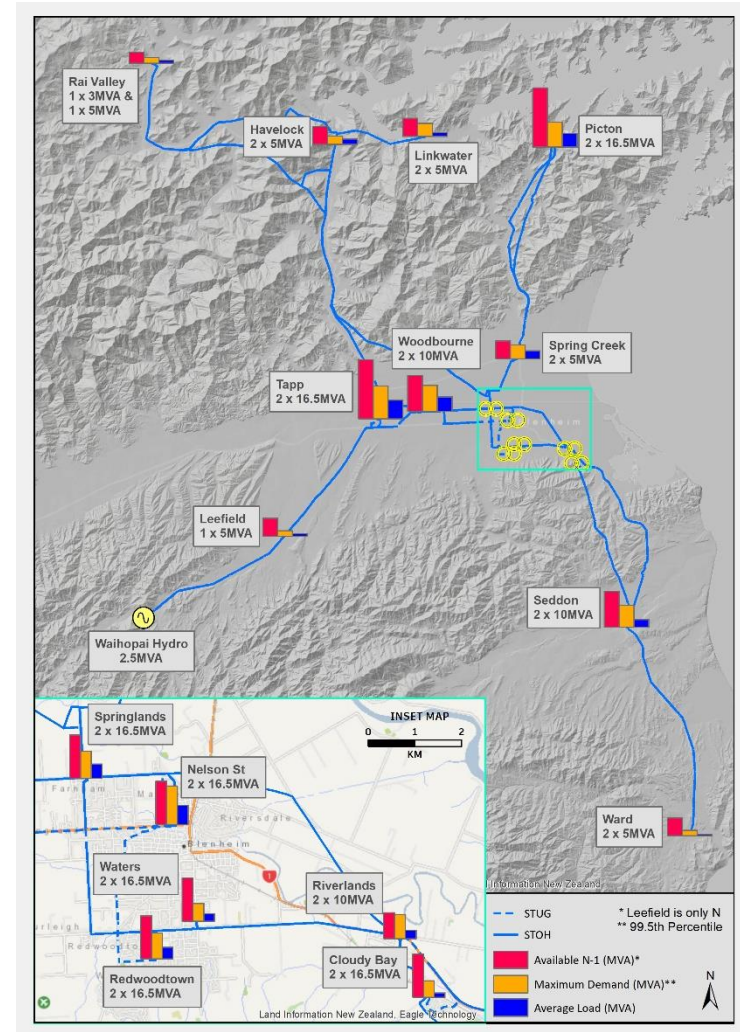 Rai Valley
1 x 3MVA &
1 x 5MVA
Havelock
2 x 5MVA
Linkwater
2 x 5MVA
Picton
2 x 16.5MVA
Woodbourne
2 x 10MVA
Spring Creek
2 x 5MVA
Tapp
2 x 16.5MVA
Leefield
1 x 5MVA
Seddon
2 x 10MVA
Waihopai Hydro
2.5MVA
Ward
2 x 5MVA
Information New Zealand
INSET MAP
0 1 2
KM
Springlands
2 x 16.5MVA
Nelson St
2 x 16.5MVA
Farnham
Ma
Riversdale
Blenheim
1
Waters
2 x 16.5MVA
Riverlands
2 x 10MVA
Cloudy Bay
2 x 16.5MVA
urleigh
Redwoodto
Redwoodtown
2 x 16.5MVA
Land Information New Zealand, Eagle Technology
STUG
STOH
* Leefield is only N
** 99.5th Percentile
Available N-1 (MVA)*
Maximum Demand (MVA)**
Average Load (MVA)
N